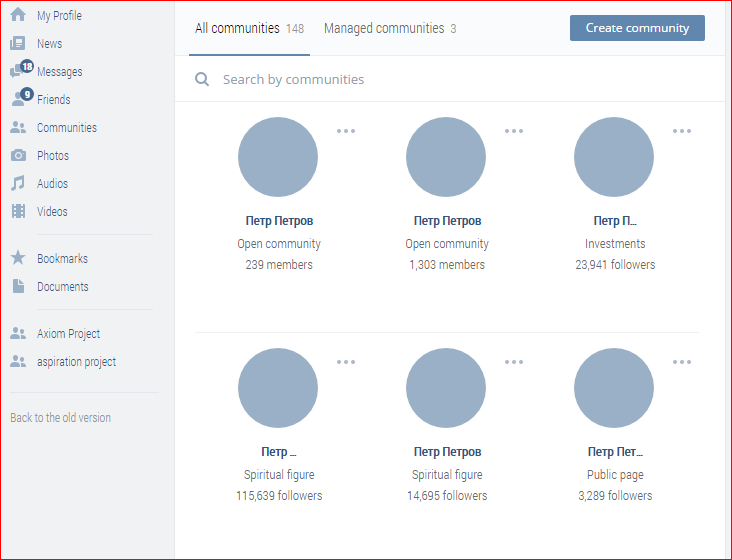 My Profile
News
18
Messages
9
Friends
Communities
Photos
Audios
Videos
Bookmarks
Documents
Axiom Project
aspiration project
Back to the old version
All communities 148 Managed communities 3 Create community
Search by communities
Петр Петров Петр Петров Петр П...
Open community Open community Investments
239 members 1,303 members 23,941 followers
Петр ... Петр Петров Петр Пет...
Spiritual figure Spiritual figure Public page
115,639 followers 14,695 followers 3,289 followers